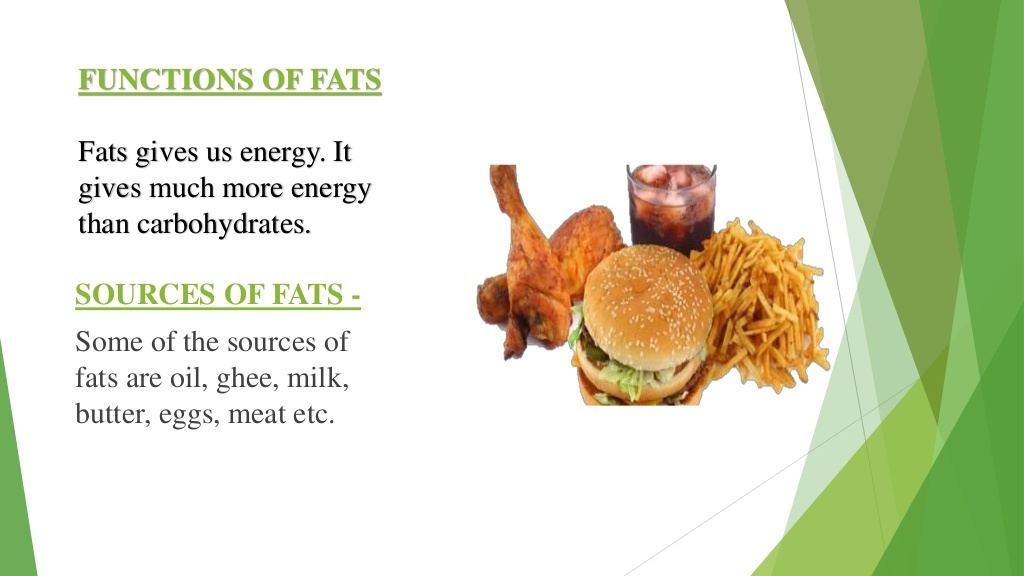 FUNCTIONS OF FATS
Fats gives us energy. It
gives much more energy
than carbohydrates.
SOURCES OF FATS -
Some of the sources of
fats are oil, ghee, milk,
butter, eggs, meat etc.